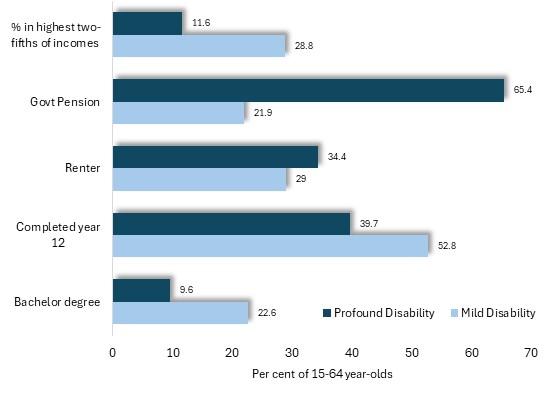 % in highest two-
fifths of incomes
11.6
28.8
Govt Pension
65.4
21.9
Renter
34.4
29
Completed year
12
39.7
52.8
Bachelor degree
9.6
22.6
Profound Disability
Mild Disability
0 10 20 30 40 50 60 70
Per cent of 15-64 year-olds